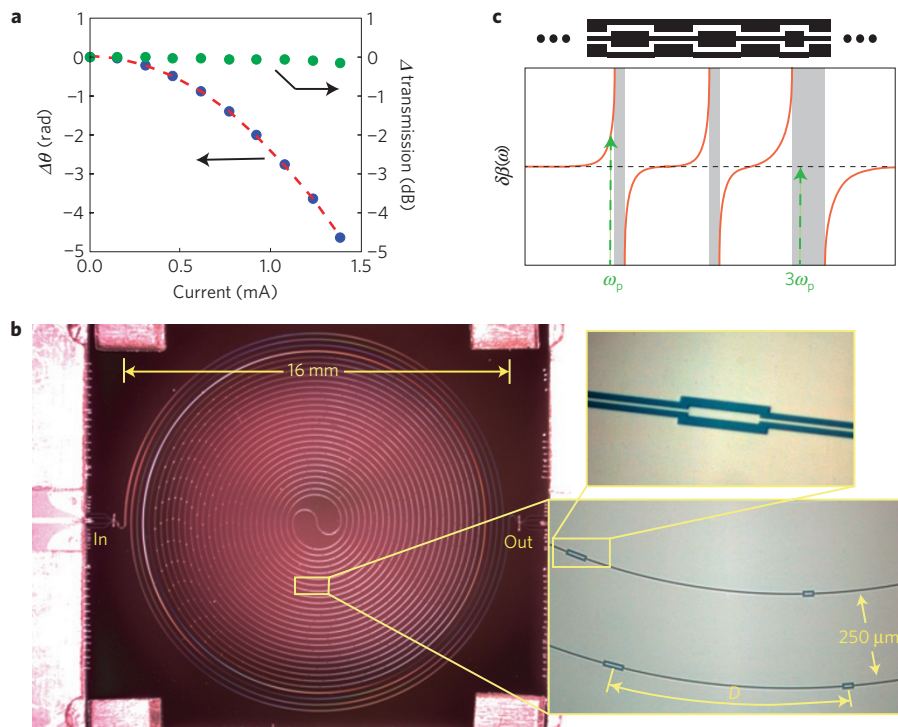 a
1
0
−1
−2
−3
−4
−5
Δθ (rad)
1
0
−1
−2
−3
−4
−5
Δ transmission (dB)
0.0
0.5
1.0
1.5
Current (mA)
c
δβ(ω)
ωp
3ωp
b
16 mm
In
Out
250 μm
D